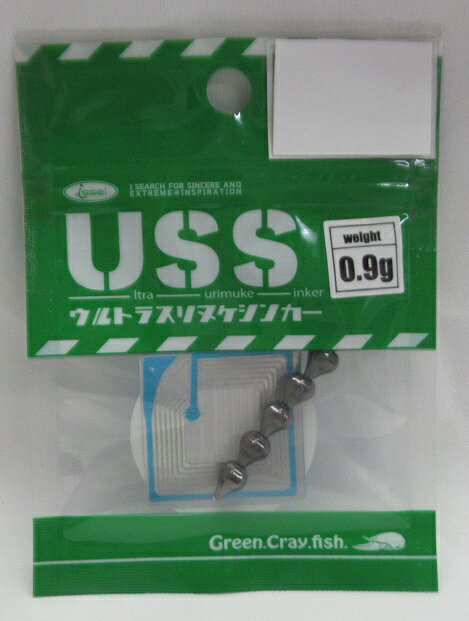 issei
I SEARCH FOR SINCERE AND
EXTREME INSPIRATION
USS
ltra urimuke inker
ウルトラスリヌケシンカー
weight
0.9g
Green.Cray.fish.